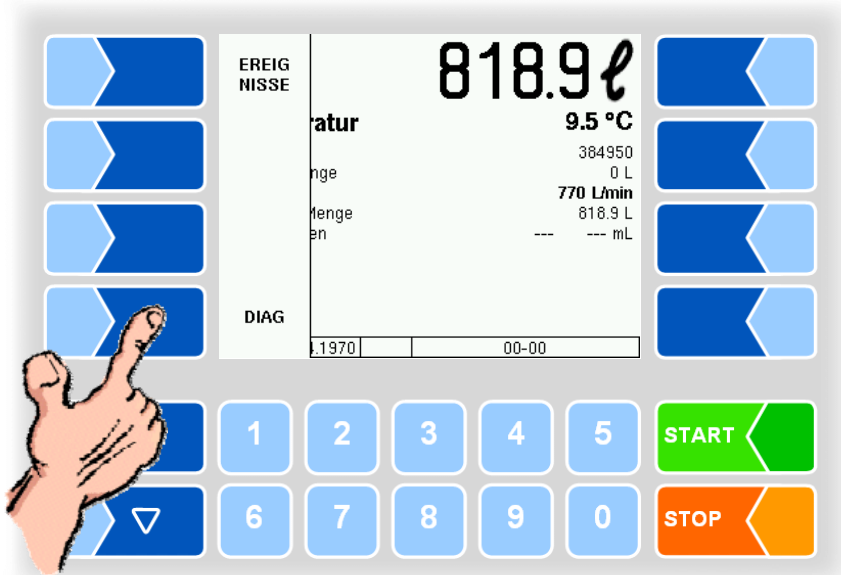 EREIG
NISSE
818.9 ℓ
ratur 9.5 °C
384950
nge 0 L
770 L/min
Menge 818.9 L
en --- --- mL
DIAG
.1970 00-00
1 2 3 4 5 START
6 7 8 9 0 STOP